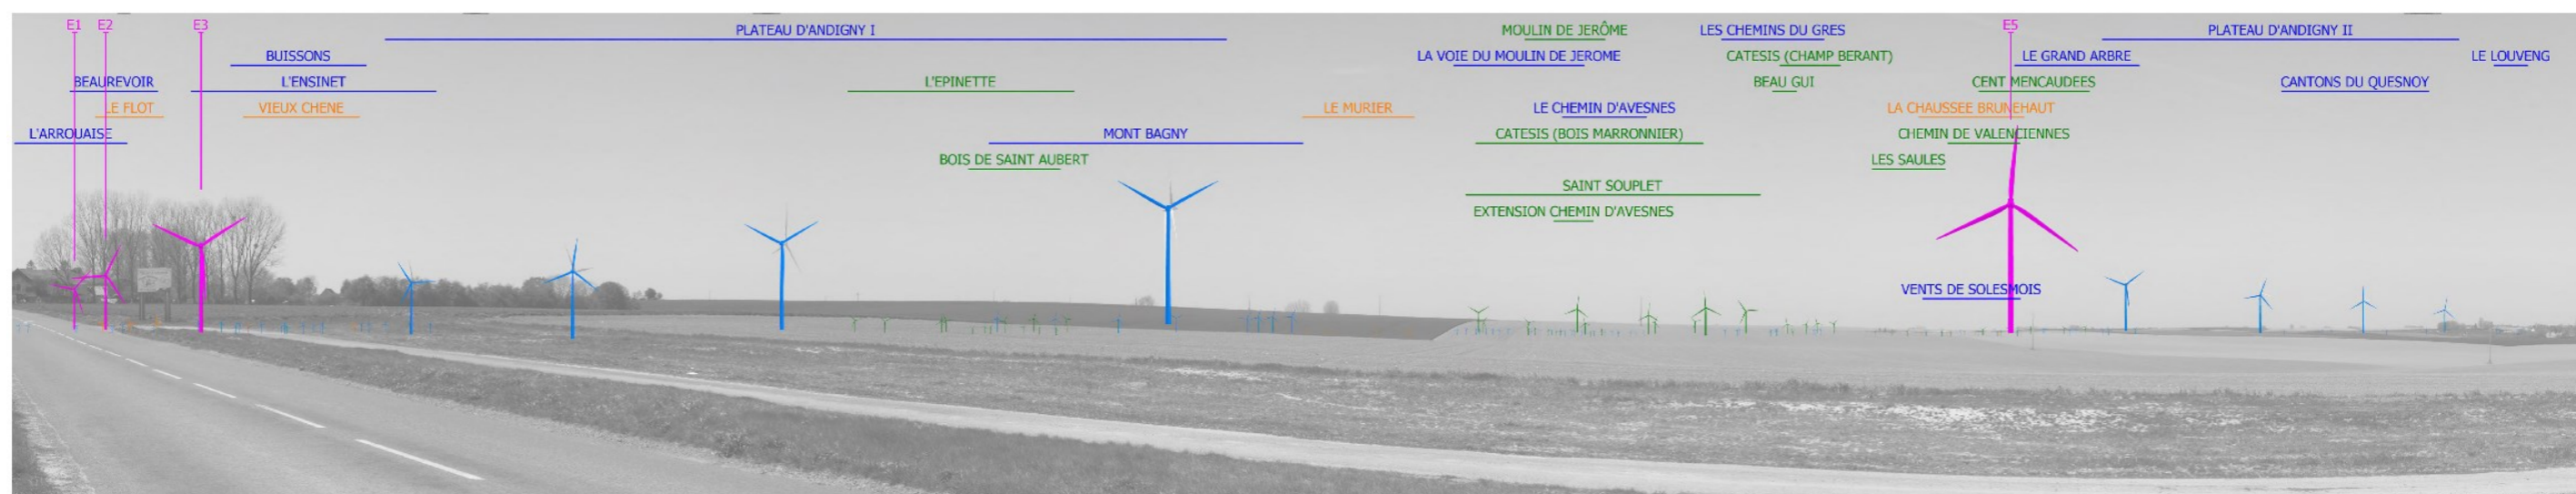 E1 E2 E3 PLATEAU D'ANDIGNY I MOULIN DE JERÔME LES CHEMINS DU GRES E5 PLATEAU D'ANDIGNY II
BUISSONS LA VOIE DU MOULIN DE JEROME CATESIS (CHAMP BERANT) LE GRAND ARBRE LE LOUVENG
BEAUREVOIR L'ENSINET L'EPINETTE BEAU GUI CENT MENCAUDEES CANTONS DU QUESNOY
LE FLOT VIEUX CHENE LE MURIER LE CHEMIN D'AVESNES LA CHAUSSEE BRUNEHAUT
L'ARROUAISE MONT BAGNY CATESIS (BOIS MARRONNIER) CHEMIN DE VALENCIENNES
BOIS DE SAINT AUBERT LES SAULES
SAINT SOUPLET
EXTENSION CHEMIN D'AVESNES
VENTS DE SOLESMOIS